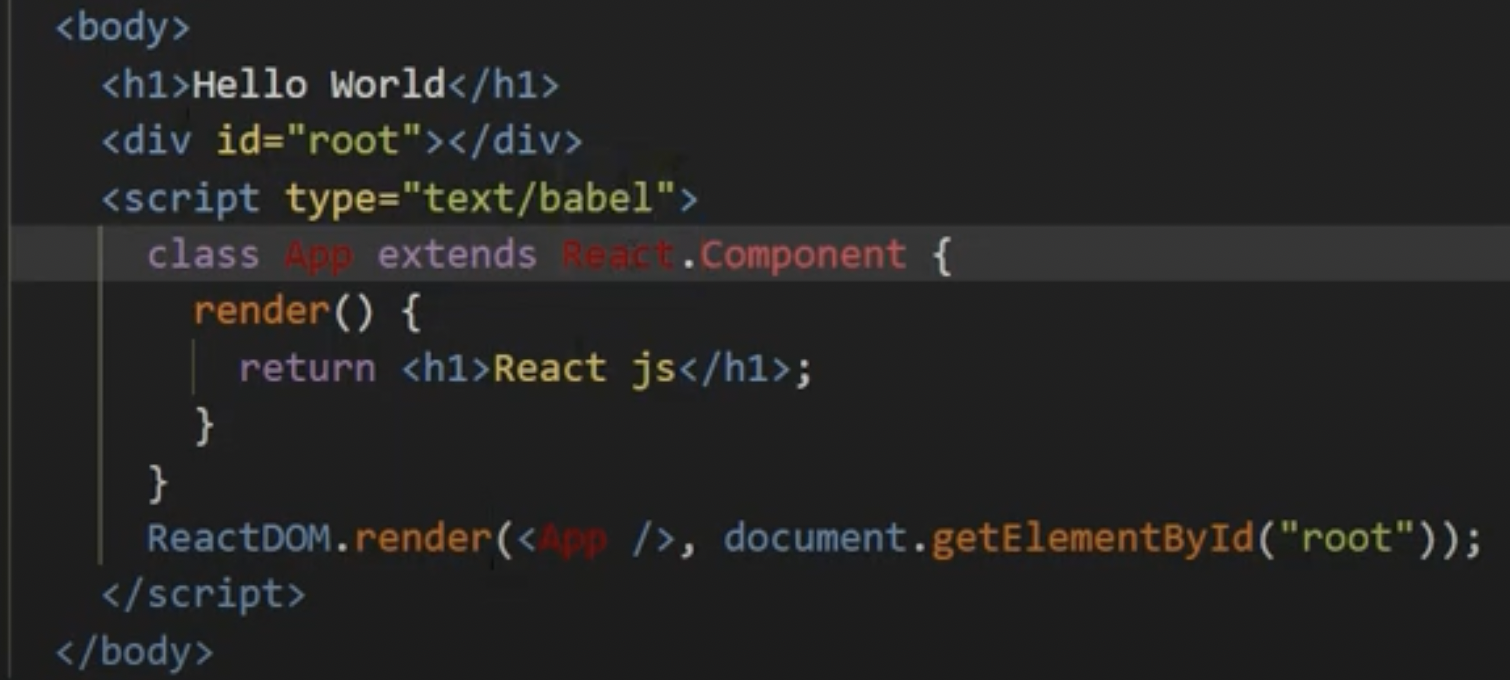 <body>
<h1>Hello World</h1>
<div id="root"></div>
<script type="text/babel">
class App extends React.Component {
render() {
return <h1>React js</h1>;
}
}
ReactDOM.render(<App />, document.getElementById("root"));
</script>
</body>